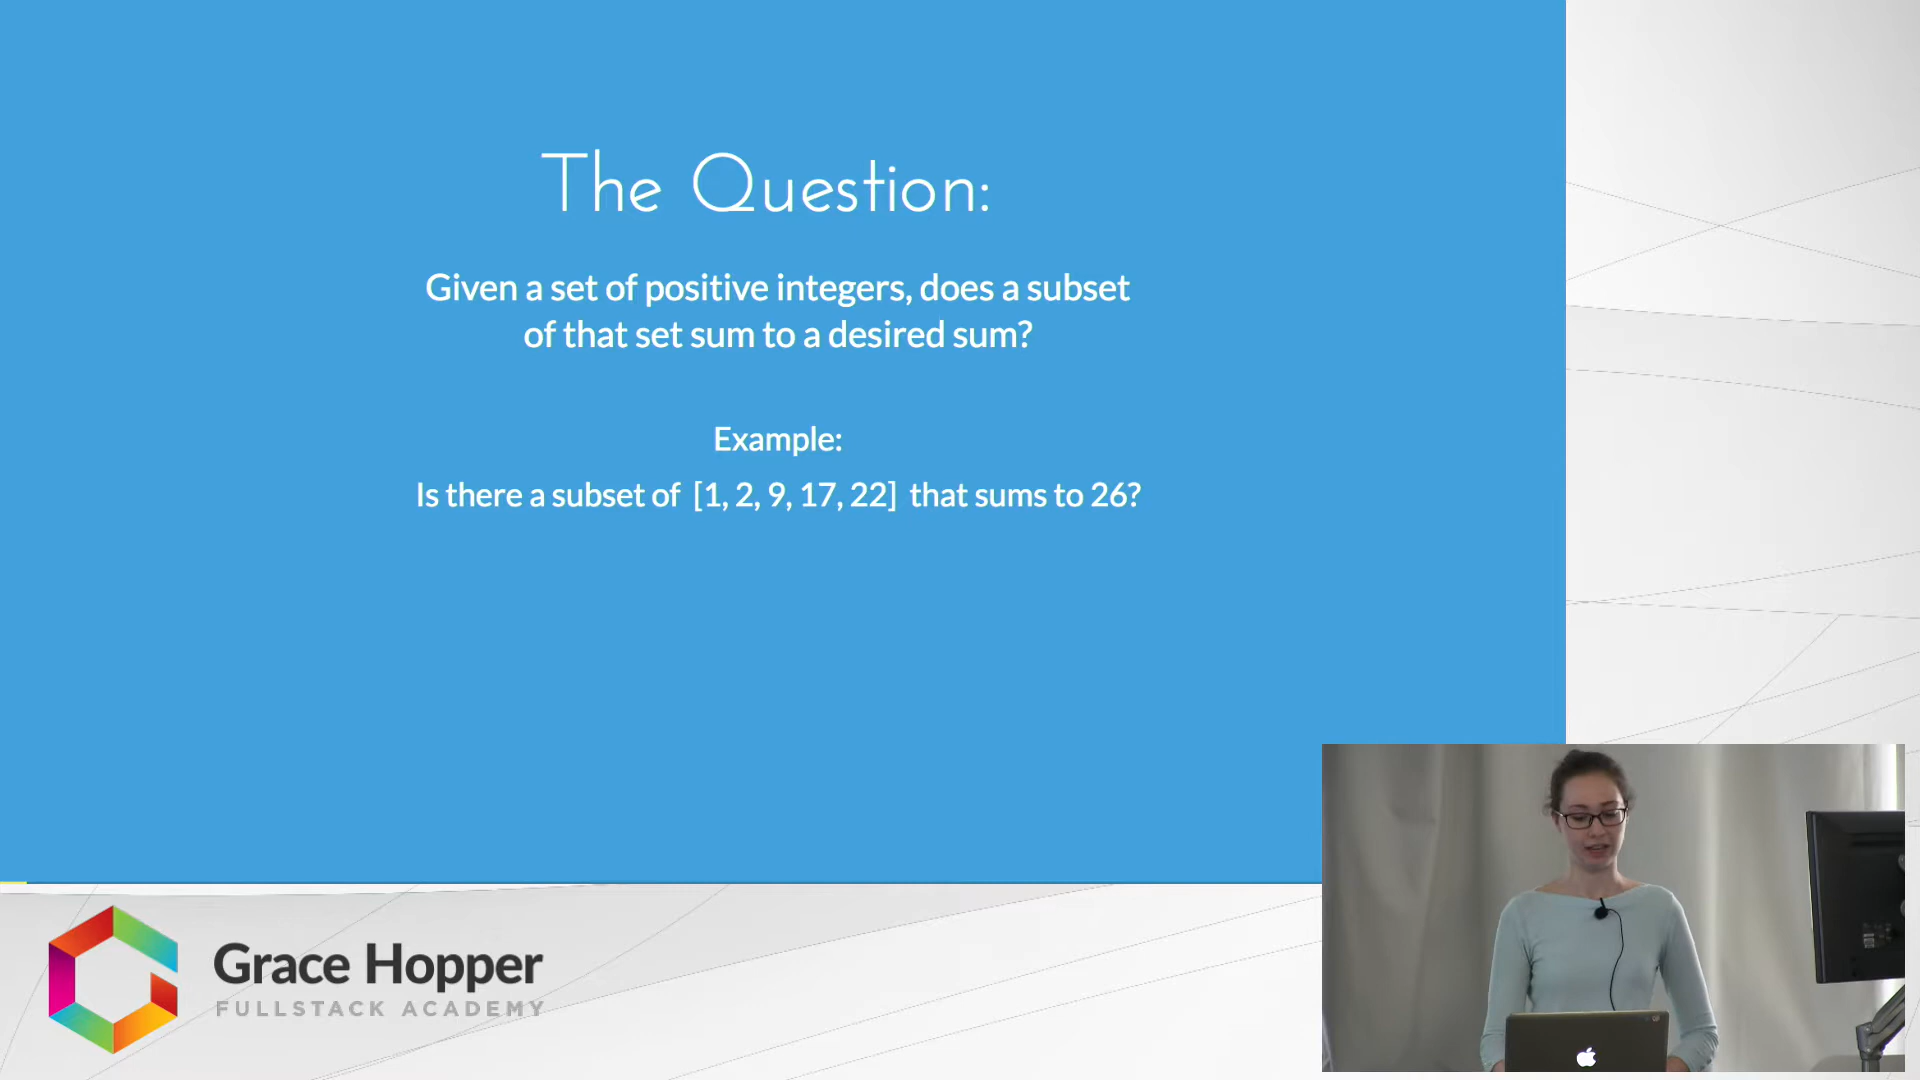 The Question:
Given a set of positive integers, does a subset
of that set sum to a desired sum?
Example:
Is there a subset of [1, 2, 9, 17, 22] that sums to 26?
Grace Hopper
FULLSTACK ACADEMY